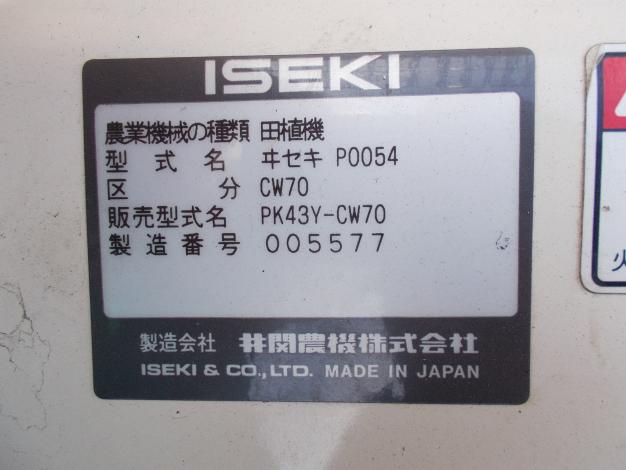 ISEKI
農業機械の種類 田植機
型式名 ヰセキ P0054
区分 CW70
販売型式名 PK43Y-CW70
製造番号 005577
製造会社 井関農機株式会社
ISEKI & CO.,LTD. MADE IN JAPAN
火